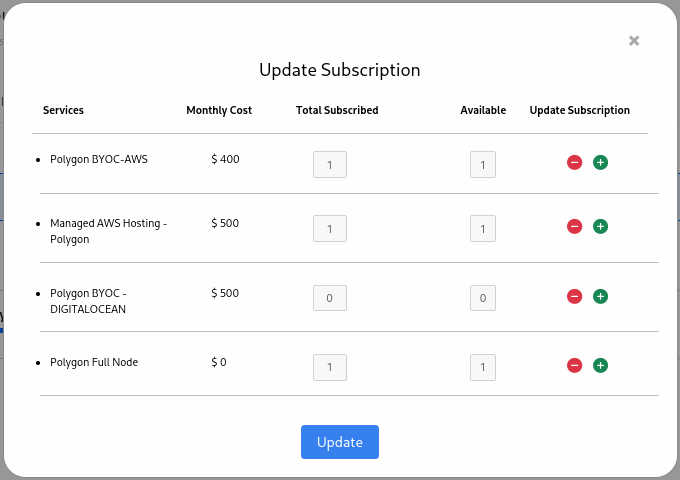 Update Subscription
Services Monthly Cost Total Subscribed Available Update Subscription
Polygon BYOC-AWS $ 400 1 1
Managed AWS Hosting - $ 500 1 1
Polygon
Polygon BYOC - $ 500 0 0
DIGITALOCEAN
Polygon Full Node $ 0 1 1
Update